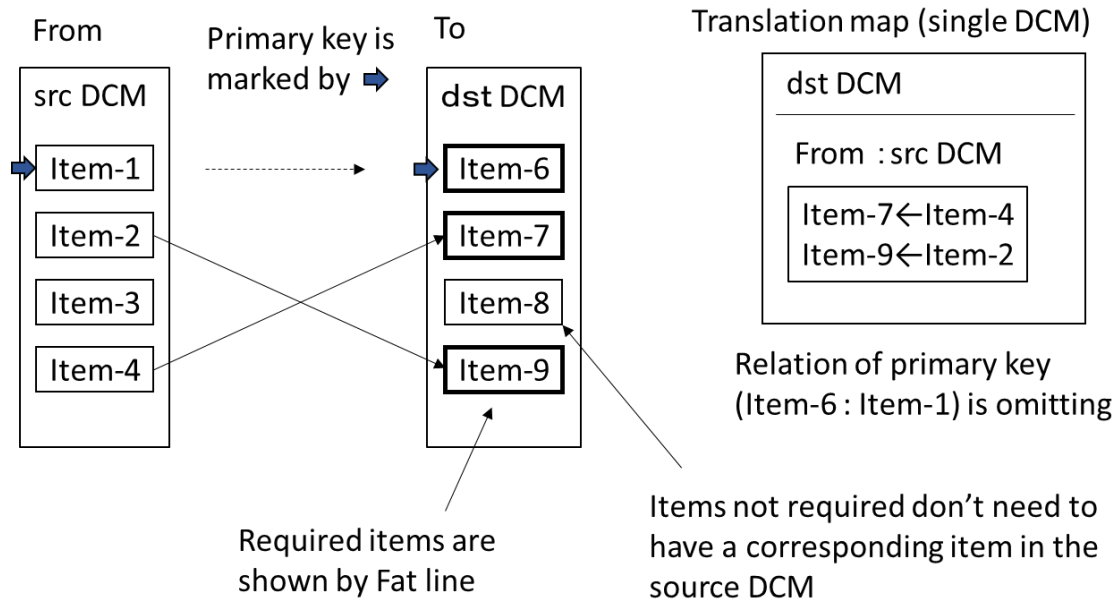 From
Primary key is
marked by
To
Translation map (single DCM)
src DCM
Item-1
Item-2
Item-3
Item-4
dst DCM
Item-6
Item-7
Item-8
Item-9
dst DCM
From : src DCM
Item-7←Item-4
Item-9←Item-2
Relation of primary key
(Item-6 : Item-1) is omitting
Required items are
shown by Fat line
Items not required don’t need to
have a corresponding item in the
source DCM